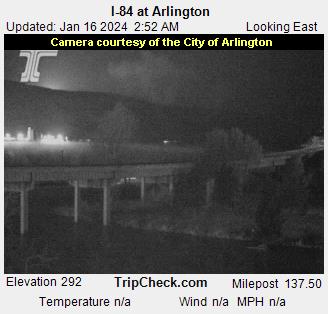 I-84 at Arlington
Updated: Jan 16 2024 2:52 AM Looking East
Camera courtesy of the City of Arlington
Elevation 292 TripCheck.com Milepost 137.50
Temperature n/a Wind n/a MPH n/a